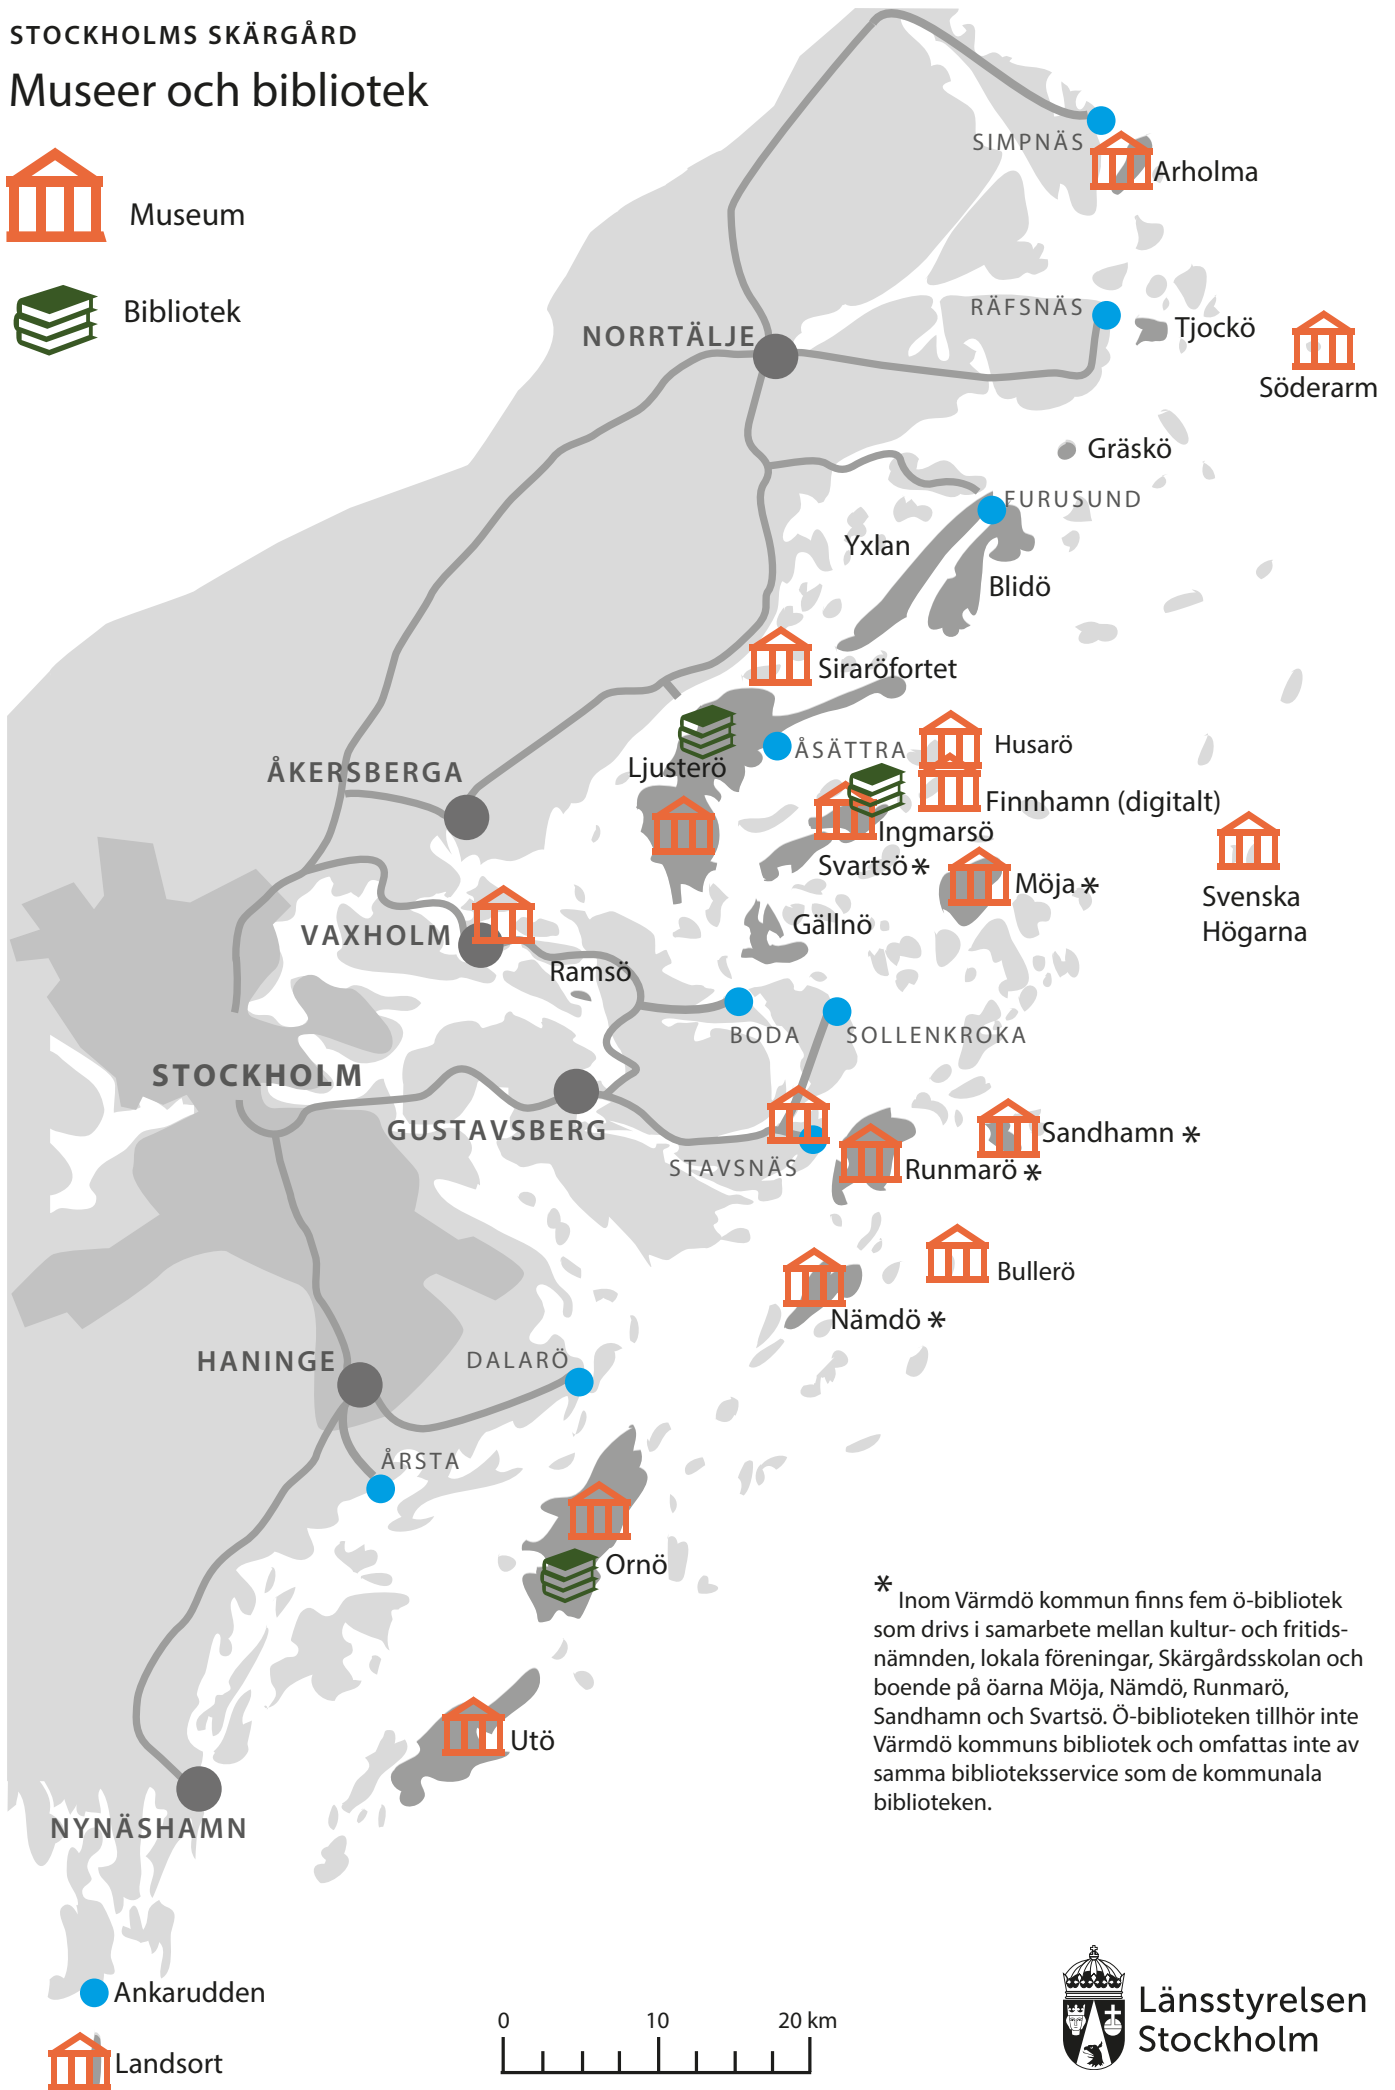 STOCKHOLMS SKÄRGÅRD
Museer och bibliotek
Museum
Bibliotek
SIMPNÄS
Arholma
RÄFSNÄS
Tjockö
NORRTÄLJE
Söderarm
Gräskö
FURUSUND
Yxlan
Blidö
Siraröfortet
Husarö
ÅSÄTTRA
Ljusterö
ÅKERSBERGA
Finnhamn (digitalt)
Ingmarsö
Svartsö *
Möja *
Svenska
Högarna
Gällnö
VAXHOLM
Ramsö
BODA
SOLLENKROKA
STOCKHOLM
GUSTAVSBERG
Sandhamn *
STAVSNÄS
Runmarö *
Bullerö
Nämdö *
HANINGE
DALARÖ
ÅRSTA
Ornö
* Inom Värmdö kommun finns fem ö-bibliotek
som drivs i samarbete mellan kultur- och fritids-
nämnden, lokala föreningar, Skärgårdsskolan och
boende på öarna Möja, Nämdö, Runmarö,
Sandhamn och Svartsö. Ö-biblioteken tillhör inte
Värmdö kommuns bibliotek och omfattas inte av
samma biblioteksservice som de kommunala
biblioteken.
Utö
NYNÄSHAMN
Ankarudden
Landsort
0 10 20 km
Länsstyrelsen
Stockholm